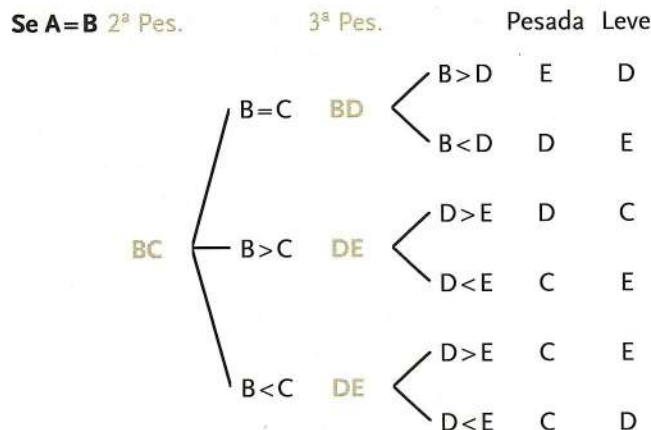 Se A=B 2ª Pes. 3ª Pes. Pesada Leve
B>D E D
B=C BD
B<D D E
D>E D C
BC B>C DE
D<E C E
D>E C E
B<C DE
D<E C D